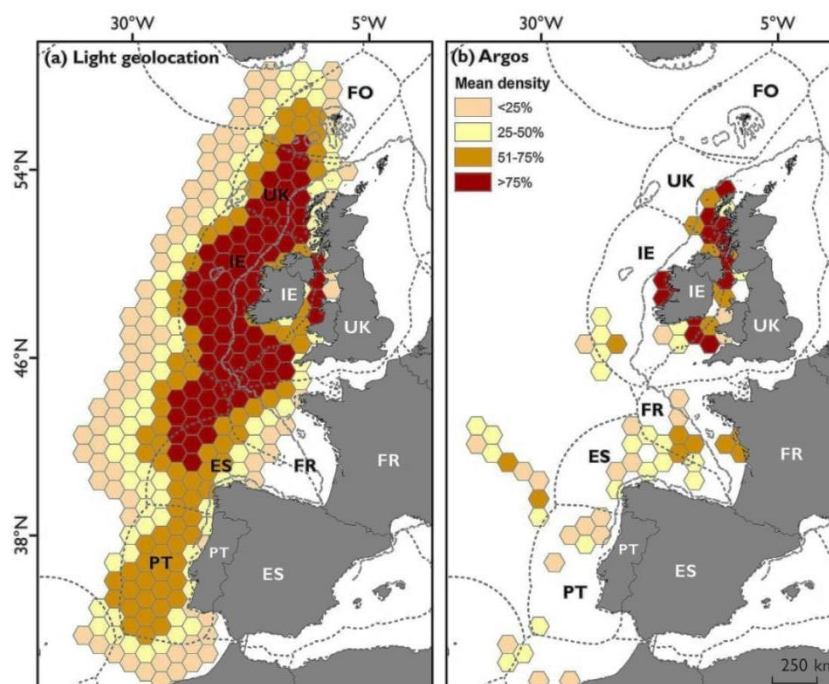 30°W
5°W
30°W
5°W
(a) Light geolocation
(b) Argos
Mean density
<25%
25-50%
51-75%
>75%
54°N
46°N
38°N
FO
UK
IE
IE
UK
ES
FR
FR
PT
PT
ES
FO
UK
IE
IE
UK
FR
ES
FR
PT
PT
ES
250 km